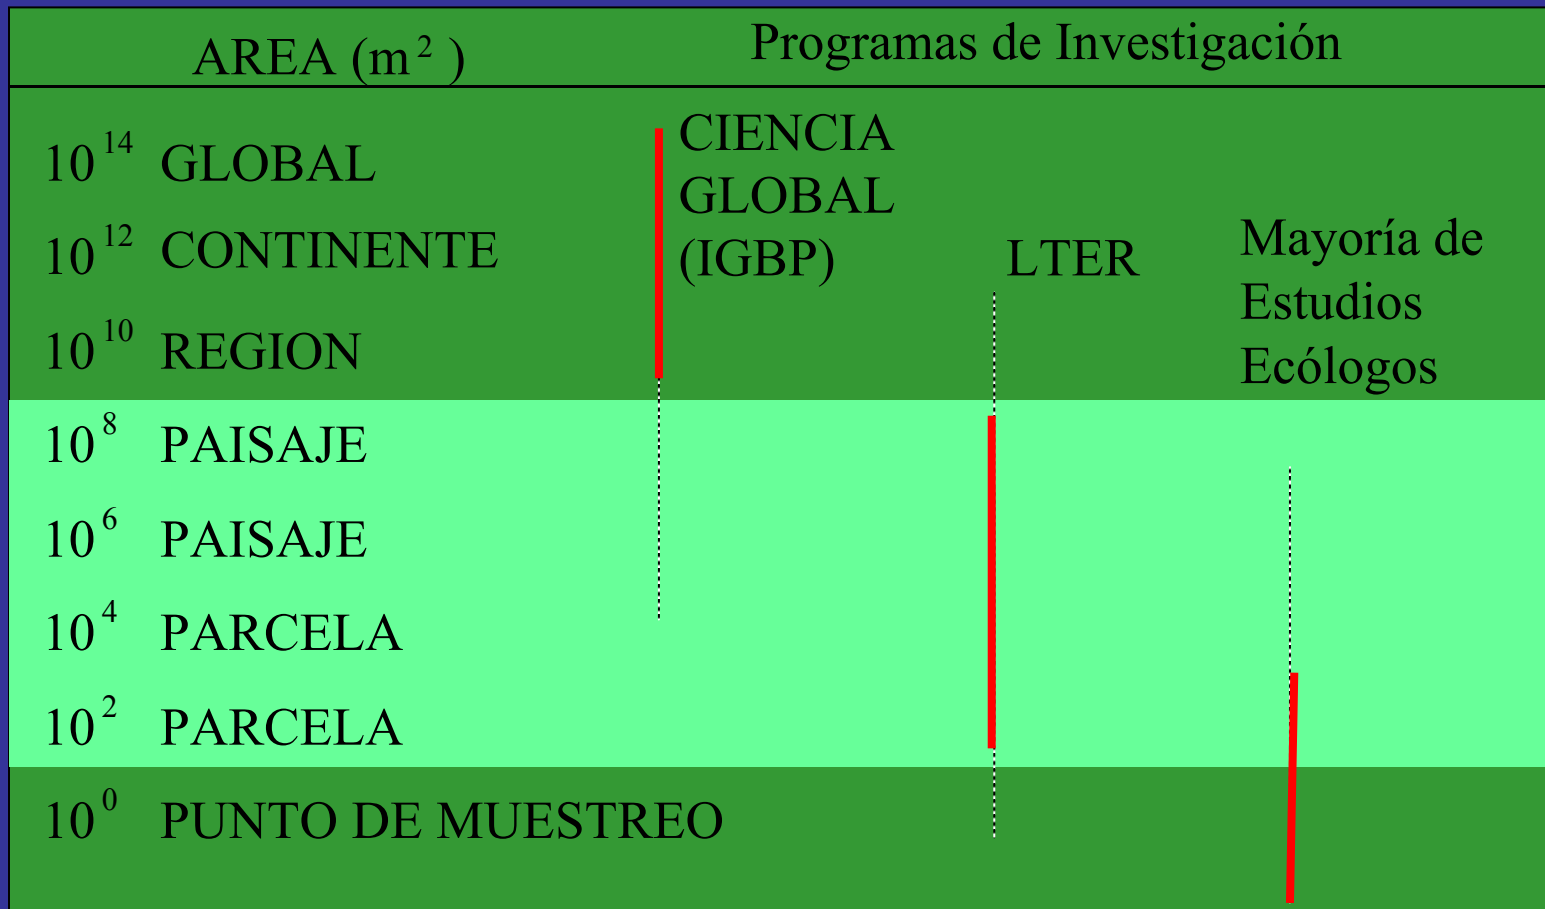 AREA (m²)
Programas de Investigación
10¹⁴ GLOBAL
10¹² CONTINENTE
10¹⁰ REGION
10⁸ PAISAJE
10⁶ PAISAJE
10⁴ PARCELA
10² PARCELA
10⁰ PUNTO DE MUESTREO
CIENCIA
GLOBAL
(IGBP)
LTER
Mayoría de
Estudios
Ecólogos